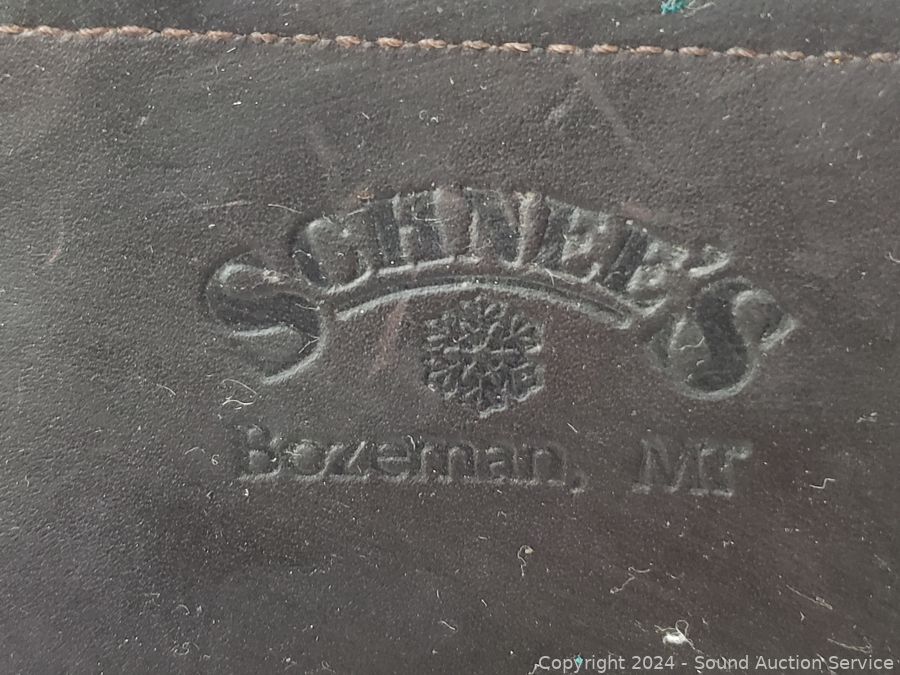 SCHNEE'S
Bozeman, MT
Copyright 2024 - Sound Auction Service